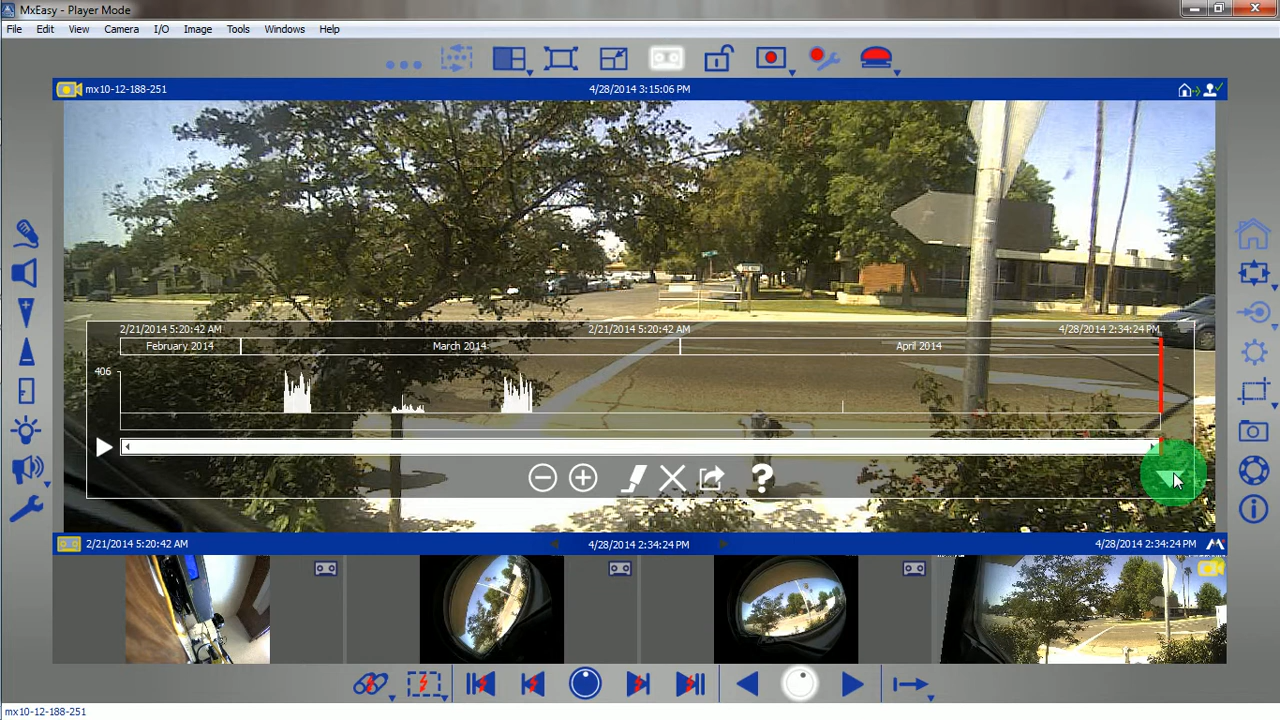 MxEasy - Player Mode
File Edit View Camera I/O Image Tools Windows Help
mx10-12-188-251 4/28/2014 3:15:06 PM
2/21/2014 5:20:42 AM 2/21/2014 5:20:42 AM 4/28/2014 2:34:24 PM
February 2014 March 2014 April 2014
406
?
2/21/2014 5:20:42 AM 4/28/2014 2:34:24 PM 4/28/2014 2:34:24 PM
mx10-12-188-251